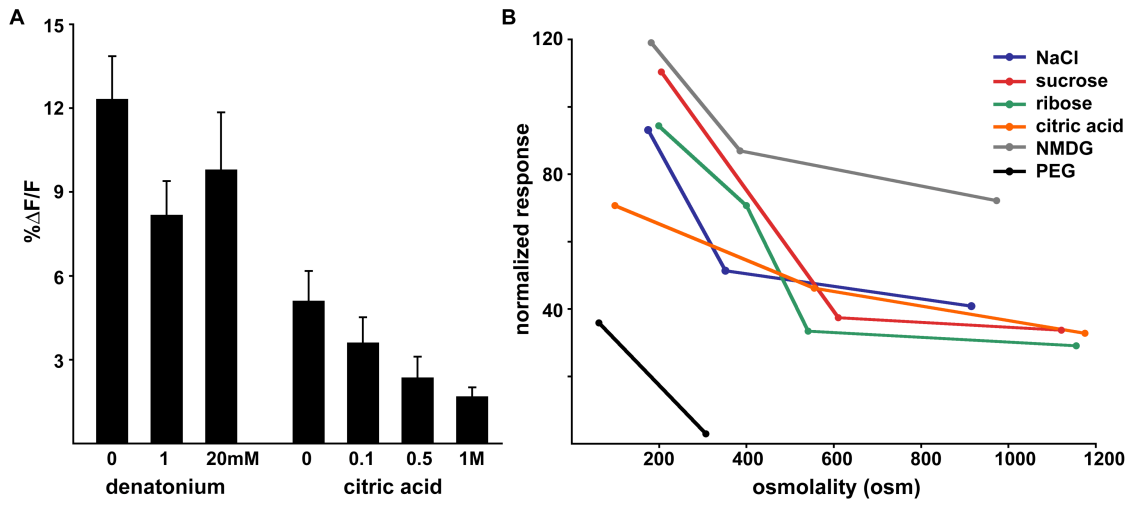 A
15
12
9
6
3
%ΔF/F
0 1 20mM 0 0.1 0.5 1M
denatonium citric acid
B
120
80
40
normalized response
NaCl
sucrose
ribose
citric acid
NMDG
PEG
200 400 600 800 1000 1200
osmolality (osm)